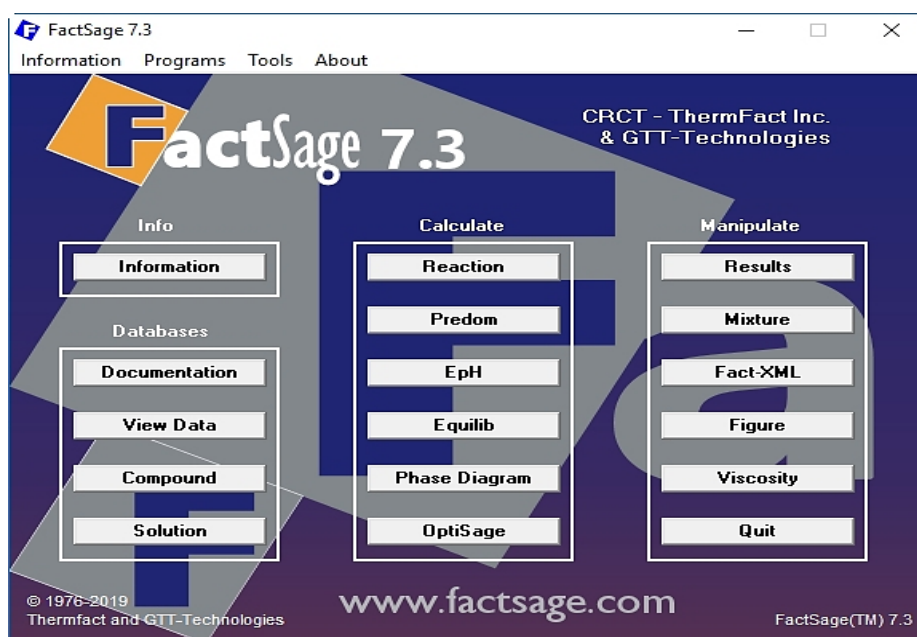 FactSage 7.3
Information Programs Tools About
FactSage 7.3
CRCT - ThermFact Inc.
& GTT-Technologies
Info
Information
Databases
Documentation
View Data
Compound
Solution
Calculate
Reaction
Predom
EpH
Equilib
Phase Diagram
OptiSage
Manipulate
Results
Mixture
Fact-XML
Figure
Viscosity
Quit
© 1976-2019
Thermfact and GTT-Technologies
www.factsage.com
FactSage(TM) 7.3